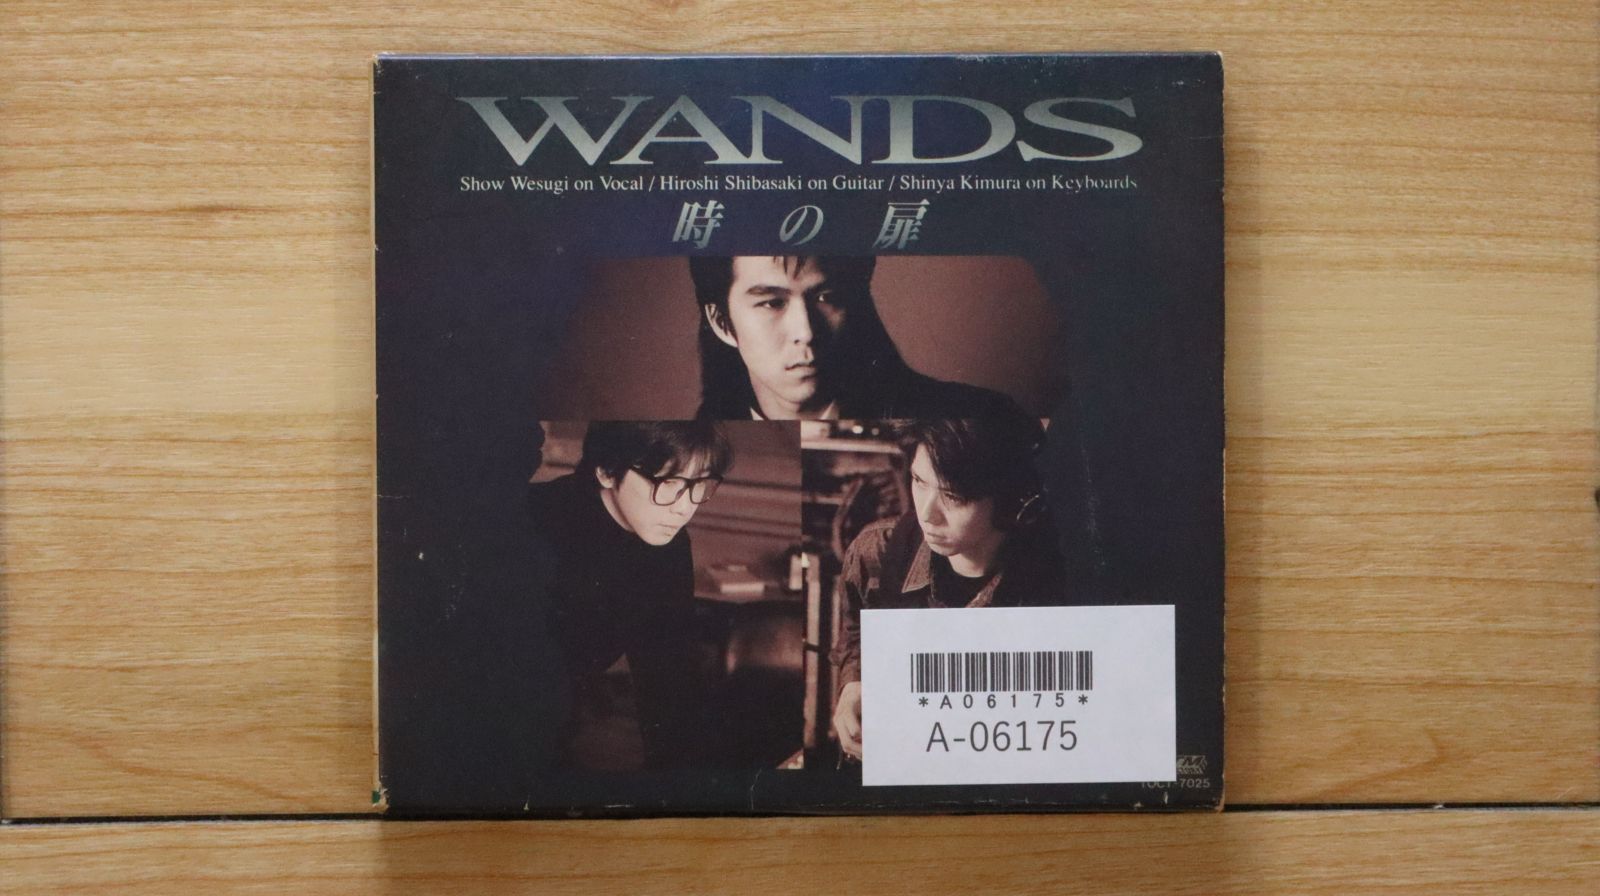 WANDS
Show Wesugi on Vocal / Hiroshi Shibasaki on Guitar / Shinya Kimura on Keyboards
時の扉
*A06175*
A-06175
TOCT-7025